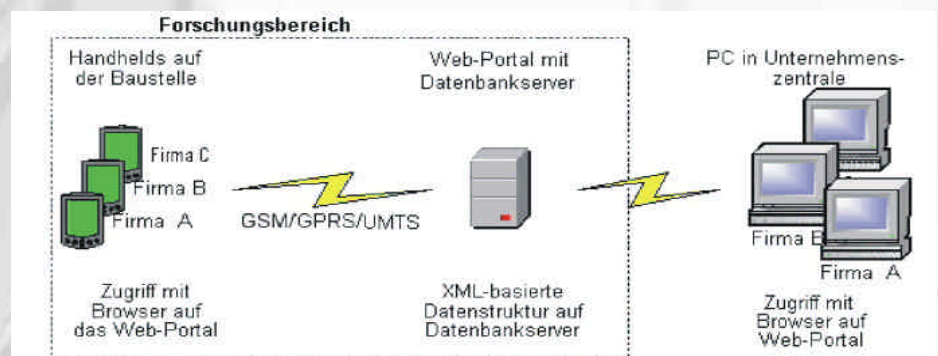 Forschungsbereich
Handhelds auf
der Baustelle
Web-Portal mit
Datenbankserver
PC in Unternehmens-
zentrale
Firma C
Firma B
Firma A
GSM/GPRS/UMTS
Firma B
Firma A
Zugriff mit
Browser auf
das Web-Portal
XML-basierte
Datenstruktur auf
Datenbankserver
Zugriff mit
Browser auf
Web-Portal